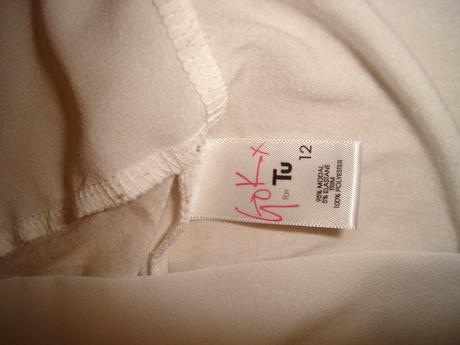 Gok x
for Tu
12
95% MODAL
5% ELASTANE
TRIM
100% POLYESTER